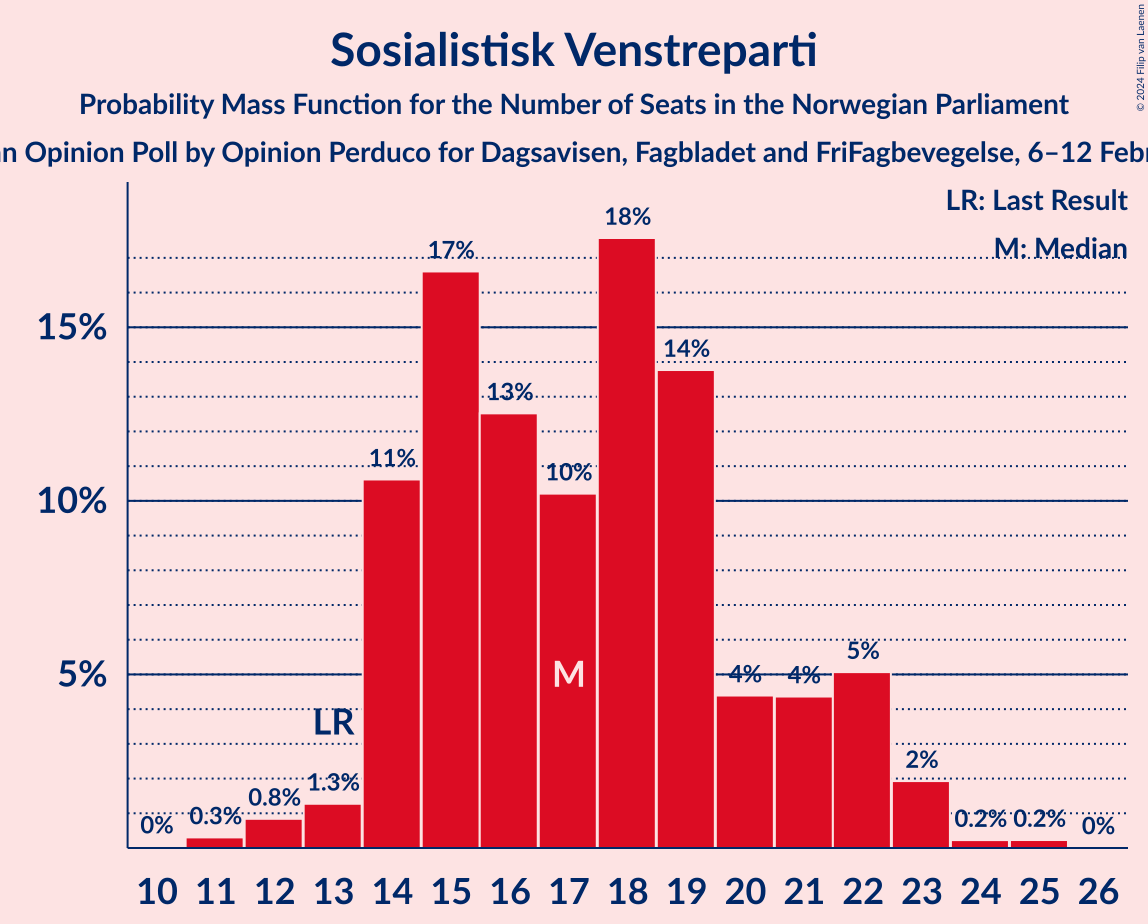 Sosialistisk Venstreparti
Probability Mass Function for the Number of Seats in the Norwegian Parliament
Opinion Poll by Opinion Perduco for Dagsavisen, Fagbladet and FriFagbevegelse, 6–12
© 2024 Filip van Laenen
LR: Last Result
M: Median
18%
17%
15%
14%
13%
11%
10%
10%
5%
M
5%
4%
4%
LR
2%
1.3%
0.8%
0.3%
0.2%
0.2%
0%
0%
10 11 12 13 14 15 16 17 18 19 20 21 22 23 24 25 26